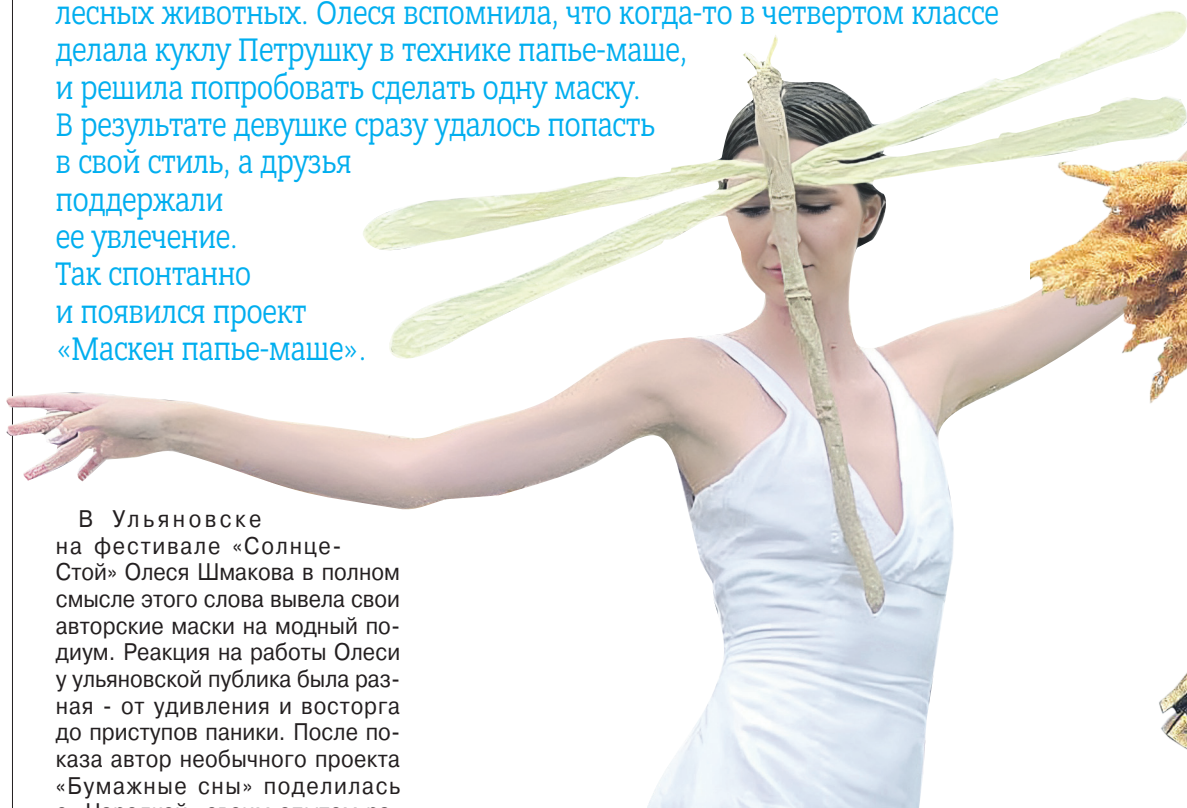 лесных животных. Олеся вспомнила, что когда-то в четвертом классе
делала куклу Петрушку в технике папье-маше,
и решила попробовать сделать одну маску.
В результате девушке сразу удалось попасть
в свой стиль, а друзья
поддержали
ее увлечение.
Так спонтанно
и появился проект
«Маскен папье-маше».
В Ульяновске
на фестивале «Солнце-
Стой» Олеся Шмакова в полном
смысле этого слова вывела свои
авторские маски на модный по-
диум. Реакция на работы Олеси
у ульяновской публика была раз-
ная - от удивления и восторга
до приступов паники. После по-
каза автор необычного проекта
«Бумажные сны» поделилась